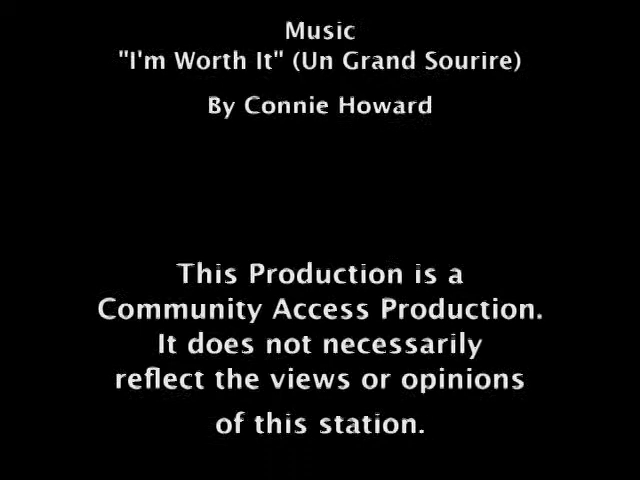 Music
"I'm Worth It" (Un Grand Sourire)
By Connie Howard
This Production is a
Community Access Production.
It does not necessarily
reflect the views or opinions
of this station.